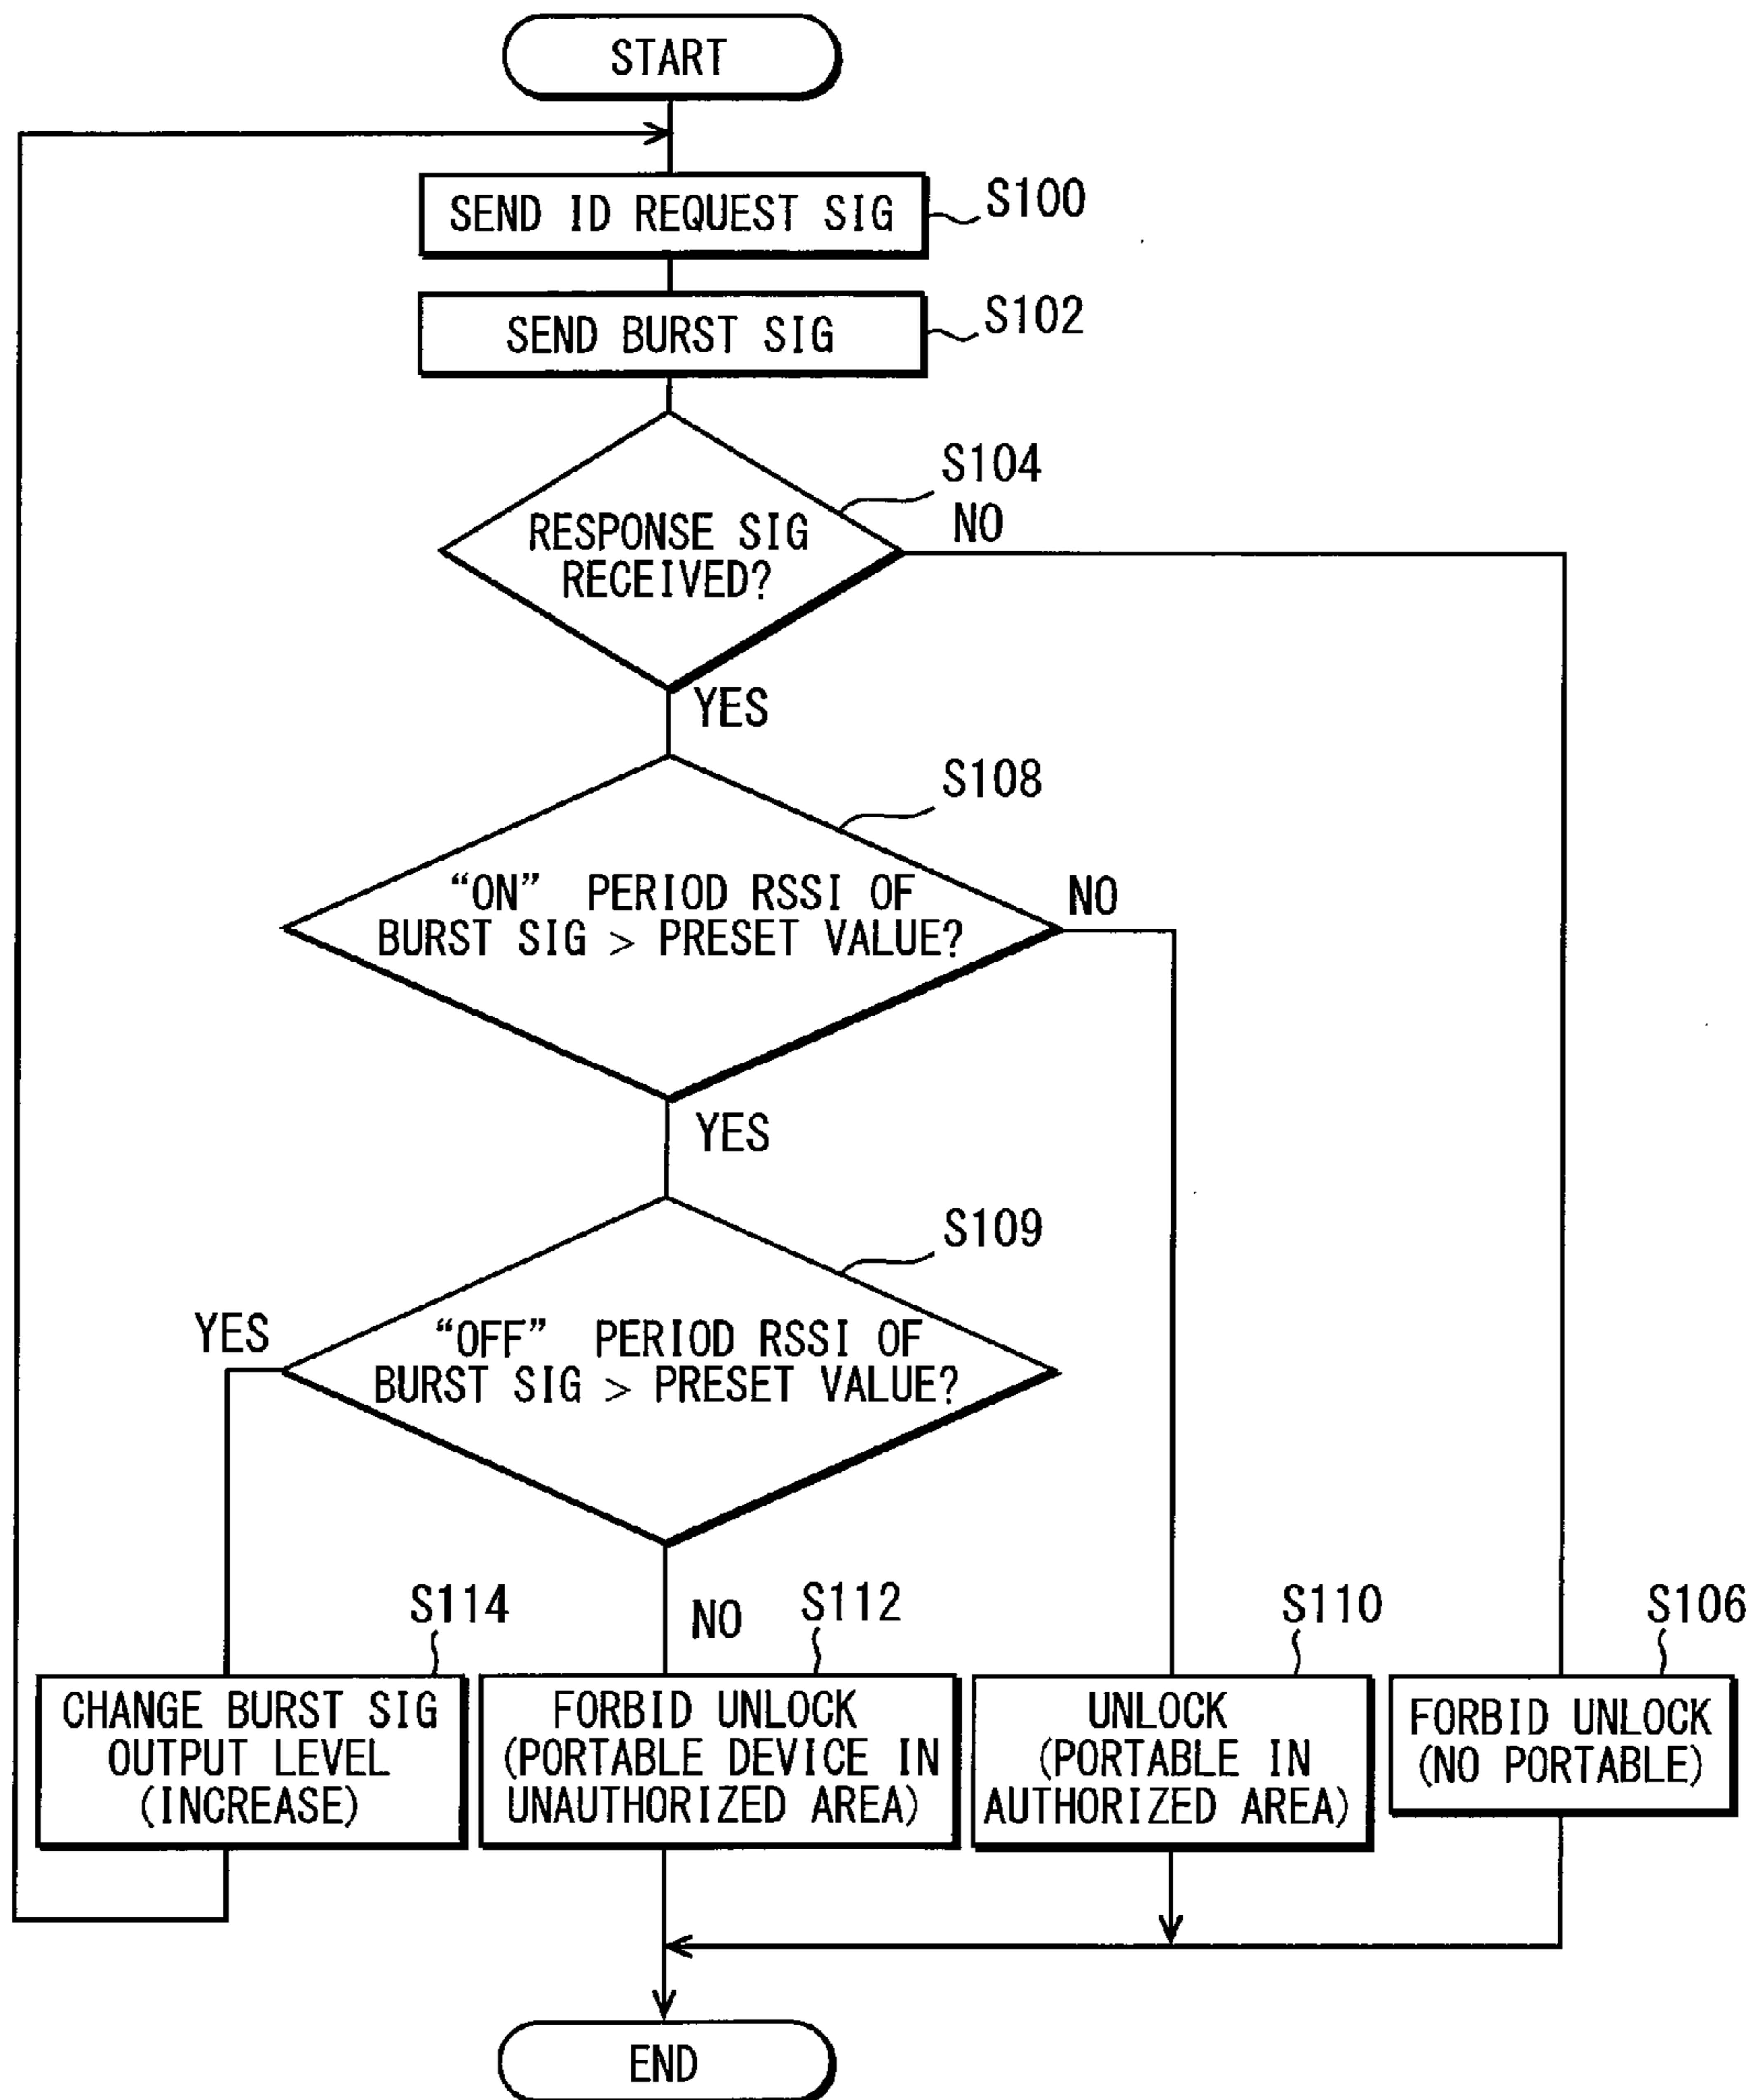 START
SEND ID REQUEST SIG
S100
SEND BURST SIG
S102
S104
RESPONSE SIG
RECEIVED?
NO
YES
S108
“ON” PERIOD RSSI OF
BURST SIG > PRESET VALUE?
NO
YES
S109
“OFF” PERIOD RSSI OF
BURST SIG > PRESET VALUE?
YES
NO
S114
CHANGE BURST SIG
OUTPUT LEVEL
(INCREASE)
S112
FORBID UNLOCK
(PORTABLE DEVICE IN
UNAUTHORIZED AREA)
S110
UNLOCK
(PORTABLE IN
AUTHORIZED AREA)
S106
FORBID UNLOCK
(NO PORTABLE)
END